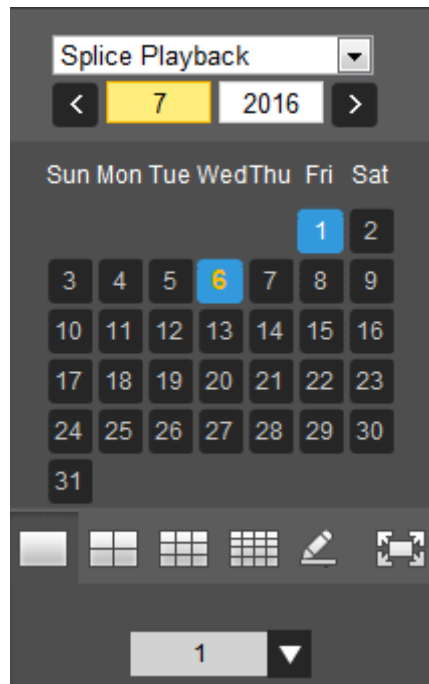 Splice Playback
< 7 2016 >
Sun Mon Tue Wed Thu Fri Sat
1 2
3 4 5 6 7 8 9
10 11 12 13 14 15 16
17 18 19 20 21 22 23
24 25 26 27 28 29 30
31
1